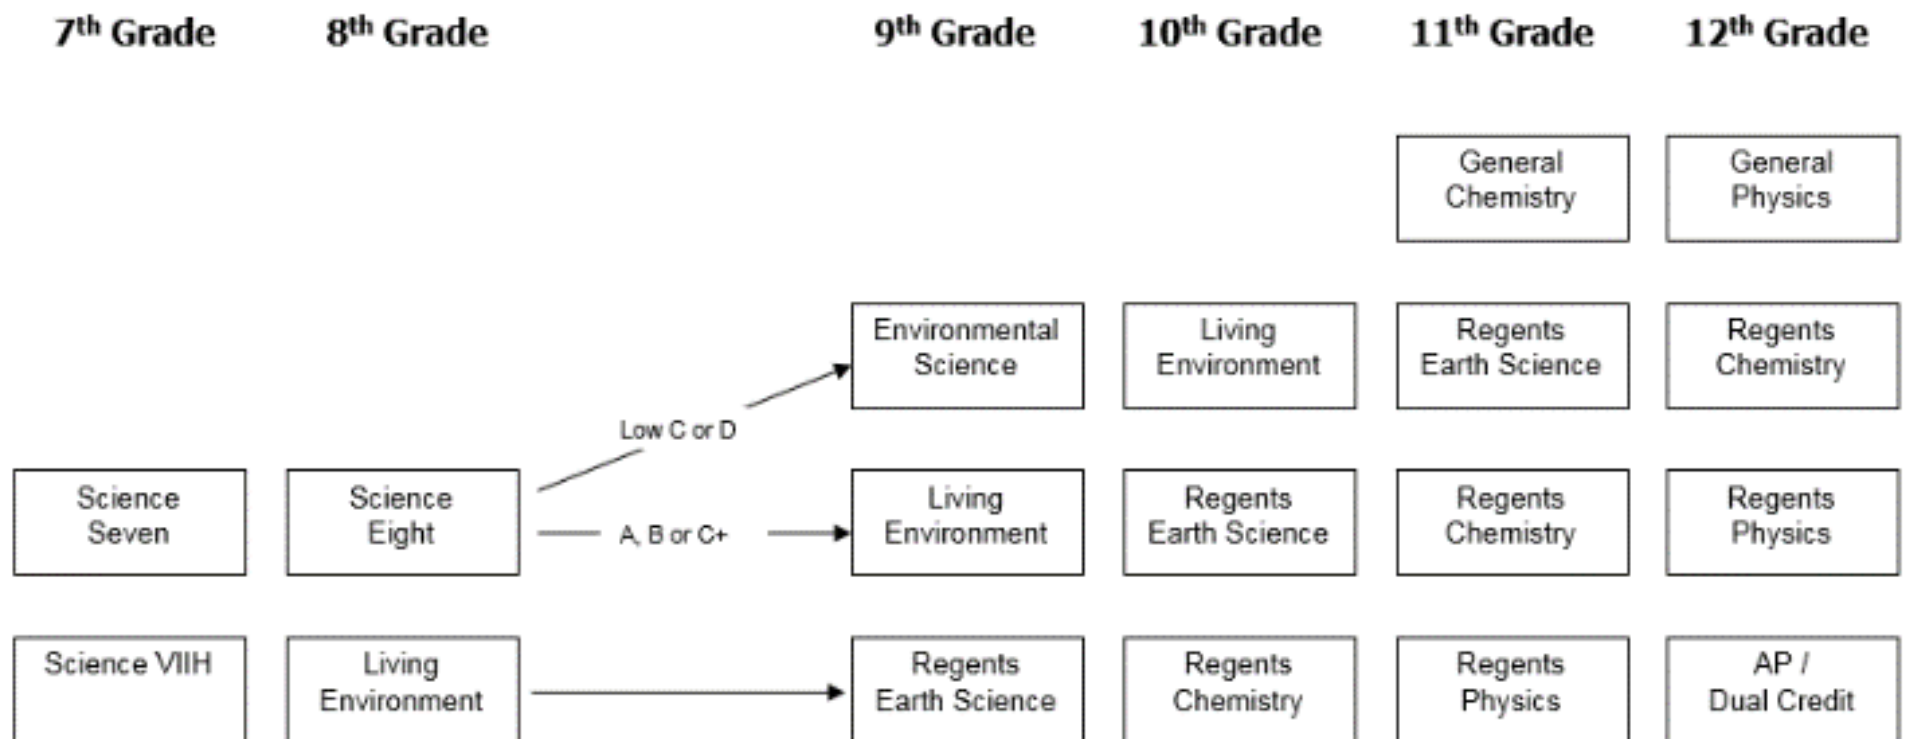 7th Grade 8th Grade 9th Grade 10th Grade 11th Grade 12th Grade
General
Chemistry
General
Physics
Environmental
Science
Living
Environment
Regents
Earth Science
Regents
Chemistry
Low C or D
Science
Seven
Science
Eight
A, B or C+
Living
Environment
Regents
Earth Science
Regents
Chemistry
Regents
Physics
Science VIIH
Living
Environment
Regents
Earth Science
Regents
Chemistry
Regents
Physics
AP /
Dual Credit